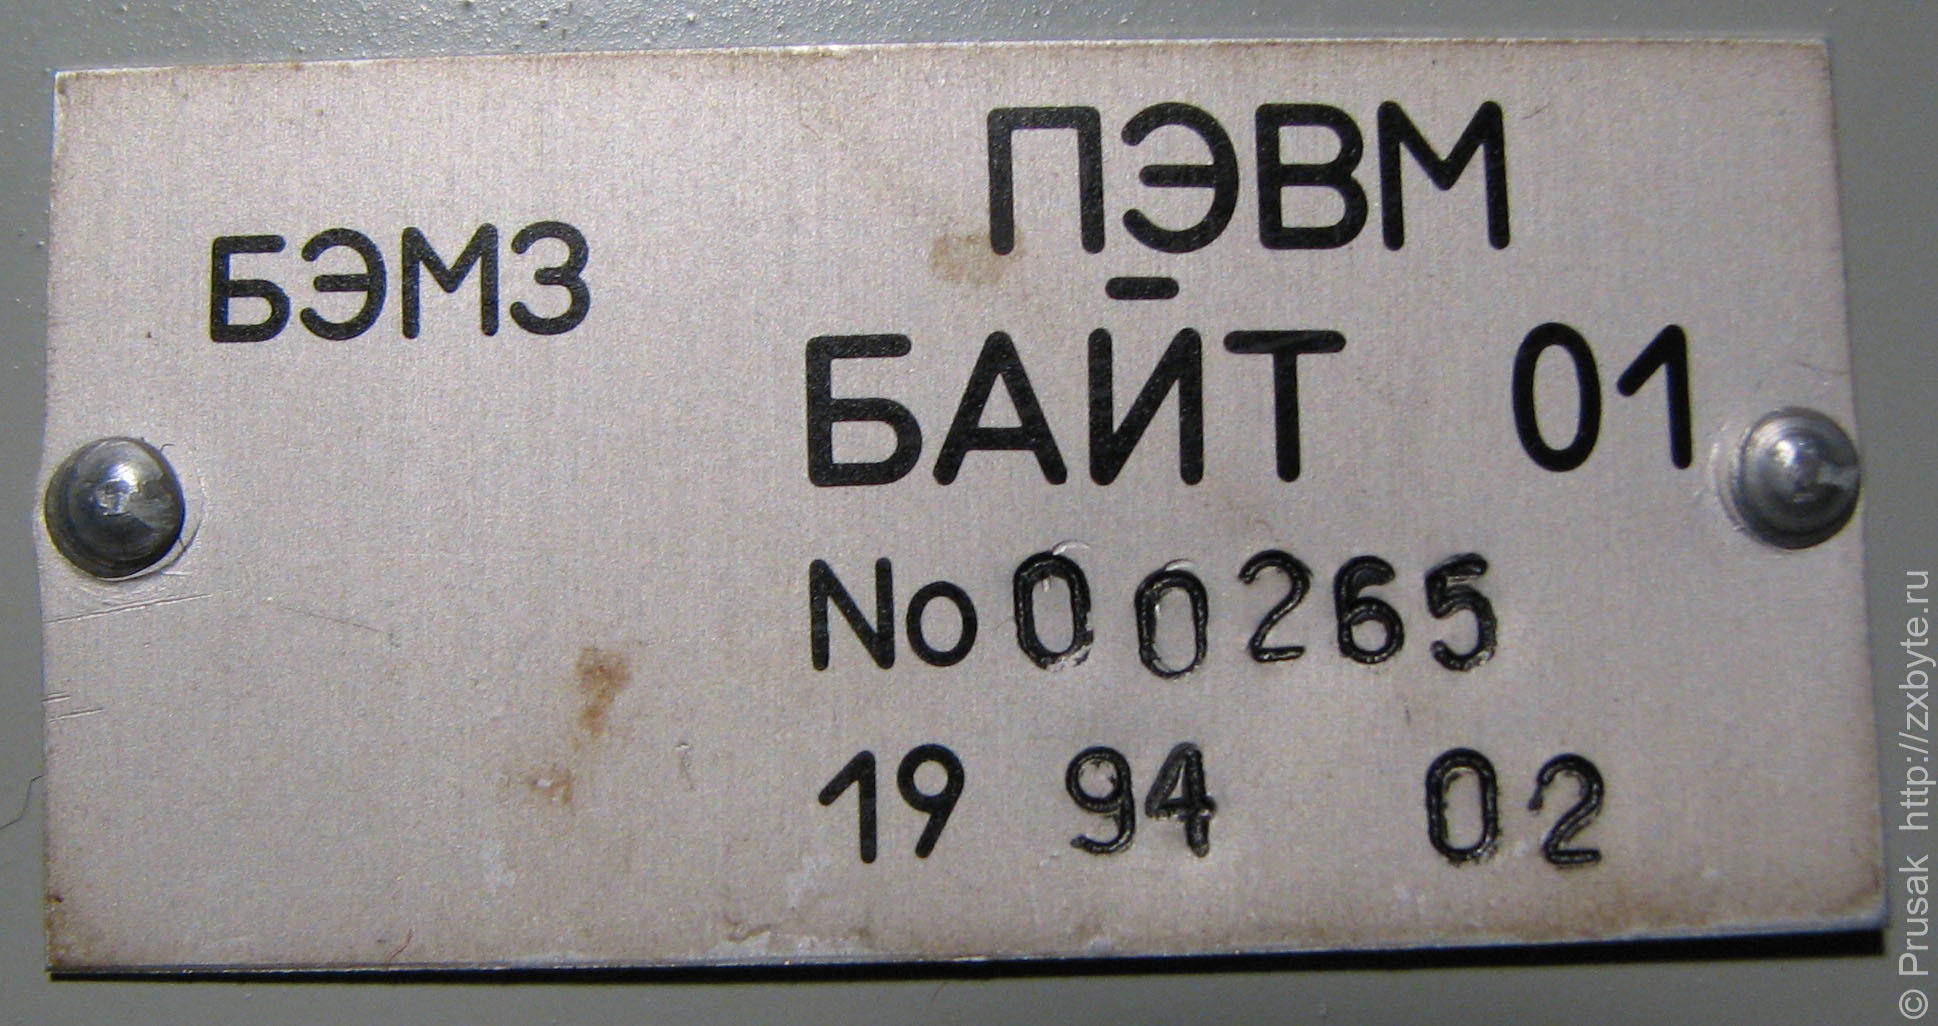 БЭМЗ
ПЭВМ
БАЙТ 01
No 00265
19 94 02
© Prusak http://zxbyte.ru